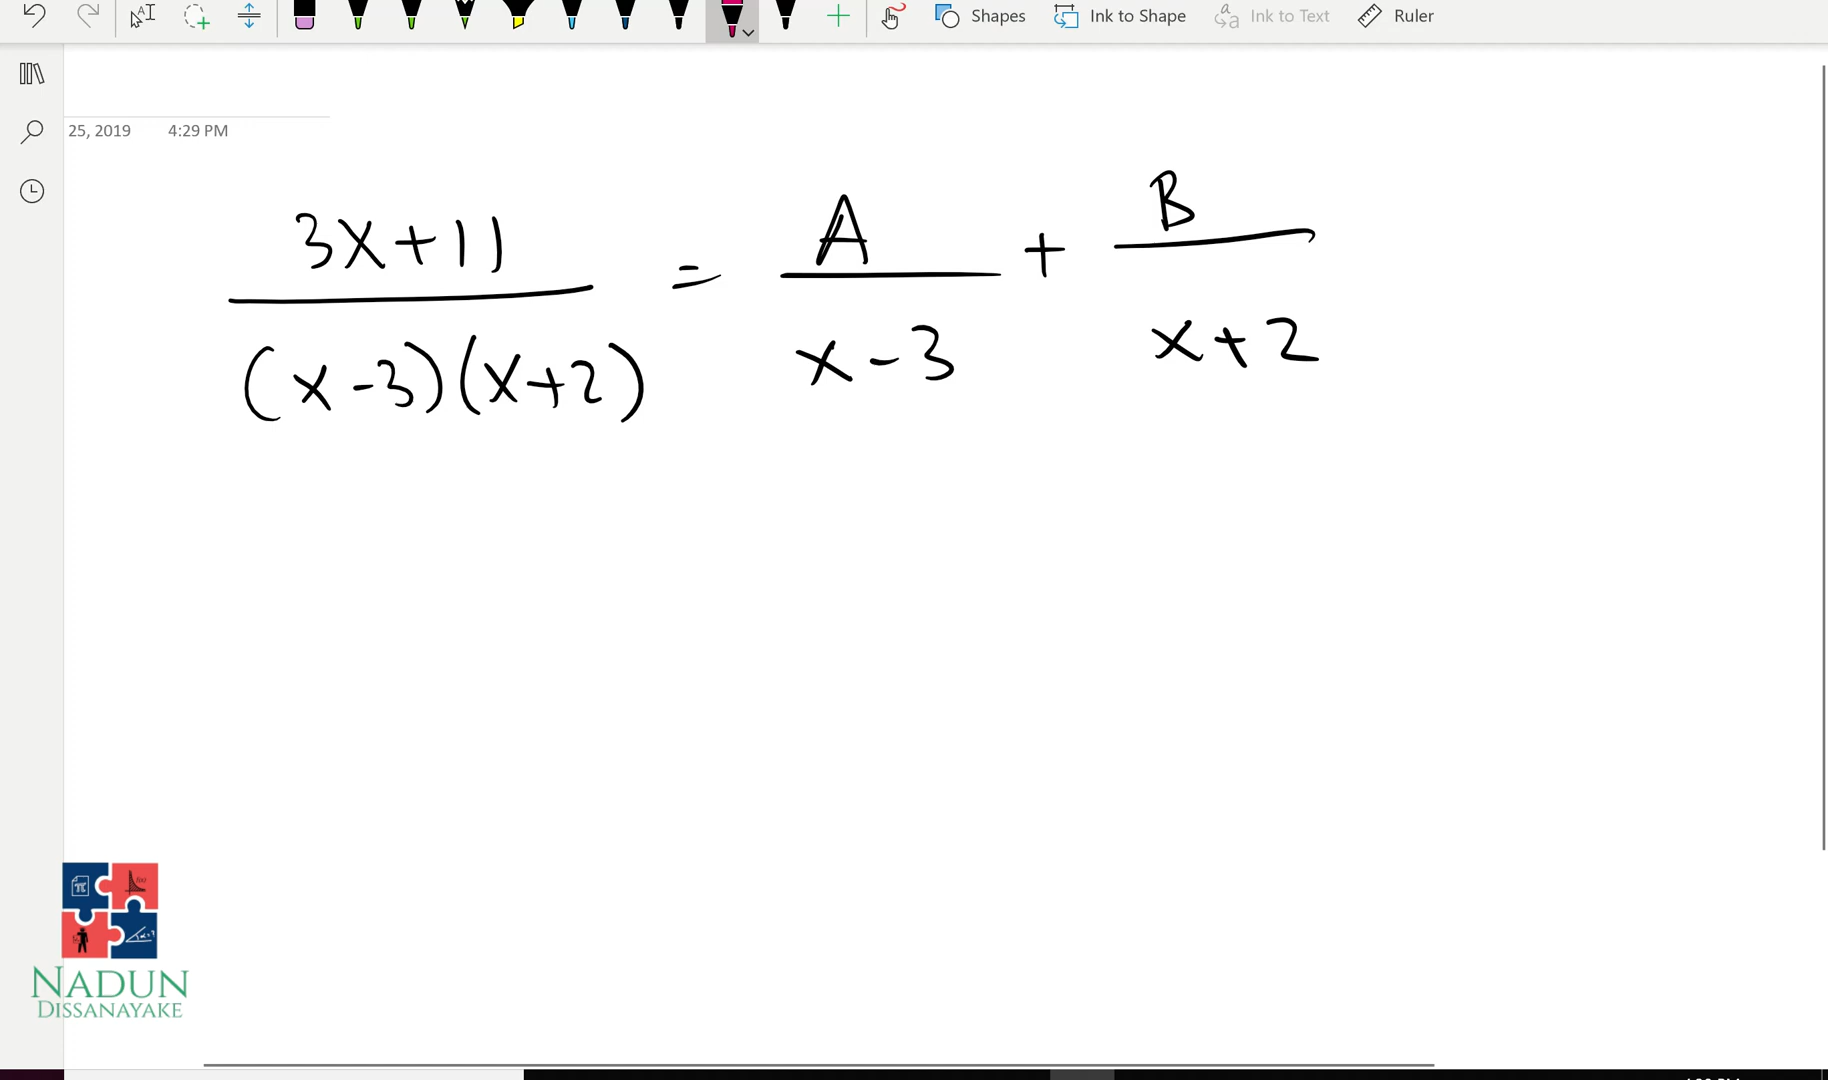 Shapes Ink to Shape Ink to Text Ruler
25, 2019 4:29 PM
3x+11 / (x-3)(x+2) = A / x-3 + B / x+2
NADUN
DISSANAYAKE